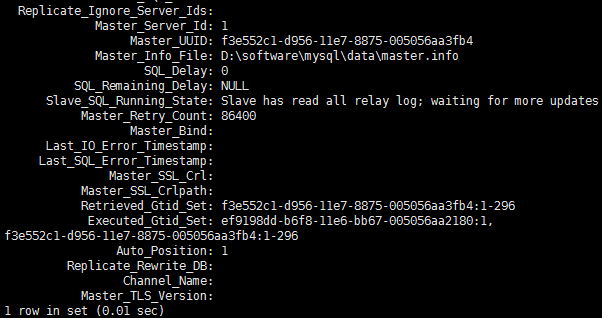 Replicate_Ignore_Server_Ids:
Master_Server_Id: 1
Master_UUID: f3e552c1-d956-11e7-8875-005056aa3fb4
Master_Info_File: D:\software\mysql\data\master.info
SQL_Delay: 0
SQL_Remaining_Delay: NULL
Slave_SQL_Running_State: Slave has read all relay log; waiting for more updates
Master_Retry_Count: 86400
Master_Bind:
Last_IO_Error_Timestamp:
Last_SQL_Error_Timestamp:
Master_SSL_Crl:
Master_SSL_Crlpath:
Retrieved_Gtid_Set: f3e552c1-d956-11e7-8875-005056aa3fb4:1-296
Executed_Gtid_Set: ef9198dd-b6f8-11e6-bb67-005056aa2180:1,
f3e552c1-d956-11e7-8875-005056aa3fb4:1-296
Auto_Position: 1
Replicate_Rewrite_DB:
Channel_Name:
Master_TLS_Version:
1 row in set (0.01 sec)